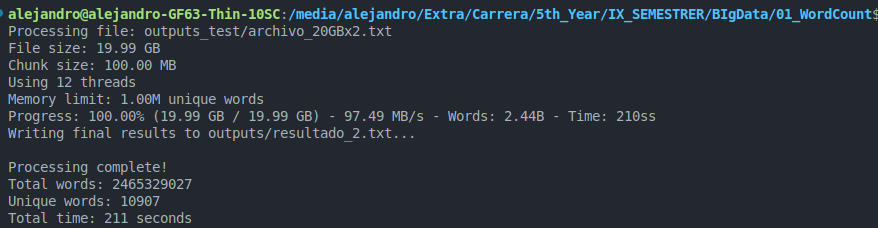 alejandro@alejandro-GF63-Thin-10SC:/media/alejandro/Extra/Carrera/5th_Year/IX_SEMESTRER/BIgData/01_WordCount$
Processing file: outputs_test/archivo_20GBx2.txt
File size: 19.99 GB
Chunk size: 100.00 MB
Using 12 threads
Memory limit: 1.00M unique words
Progress: 100.00% (19.99 GB / 19.99 GB) - 97.49 MB/s - Words: 2.44B - Time: 210ss
Writing final results to outputs/resultado_2.txt...
Processing complete!
Total words: 2465329027
Unique words: 10907
Total time: 211 seconds